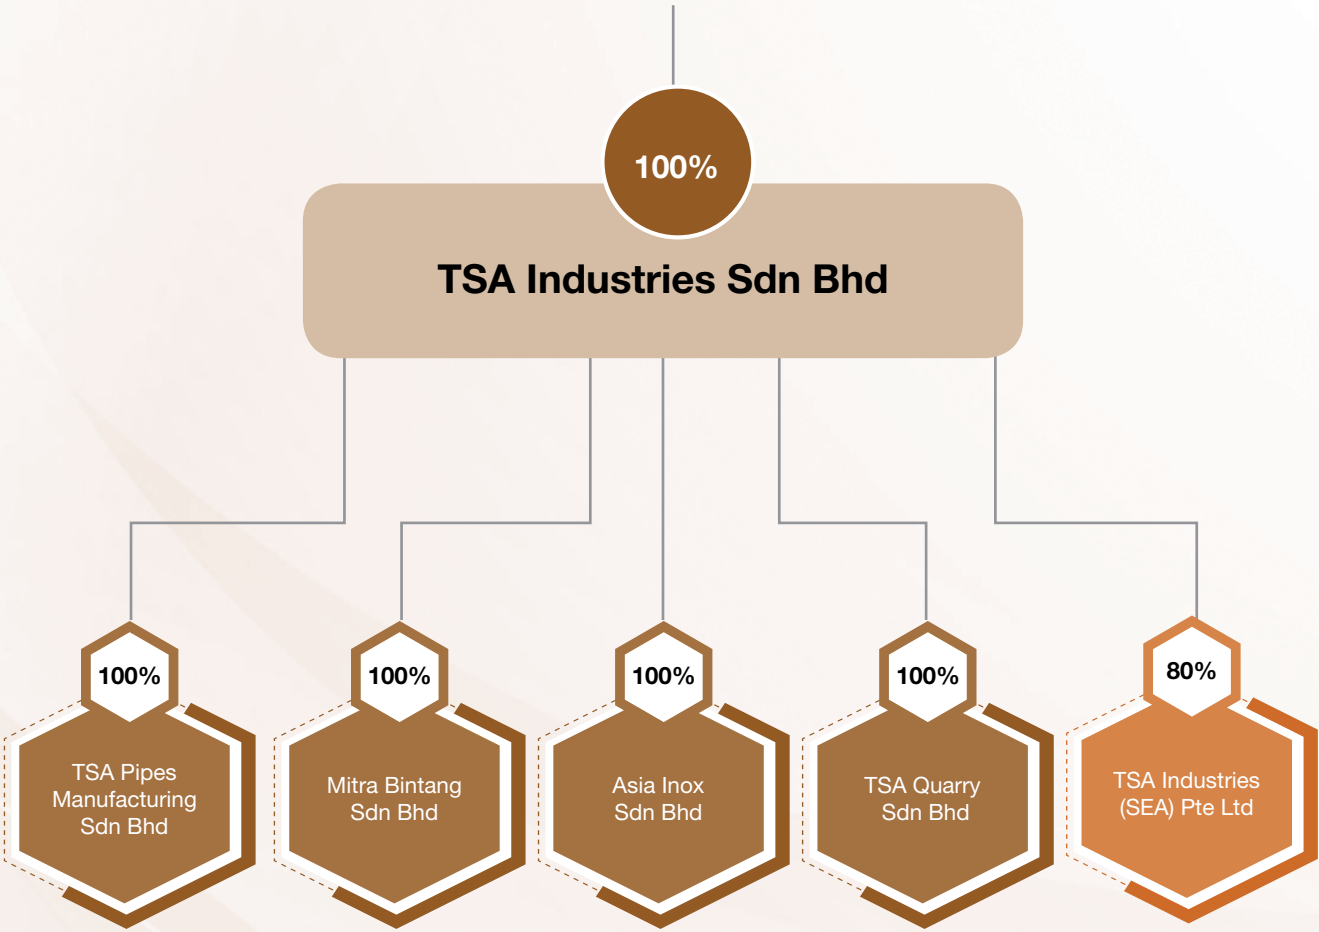 100%
TSA Industries Sdn Bhd
100%
TSA Pipes
Manufacturing
Sdn Bhd
100%
Mitra Bintang
Sdn Bhd
100%
Asia Inox
Sdn Bhd
100%
TSA Quarry
Sdn Bhd
80%
TSA Industries
(SEA) Pte Ltd